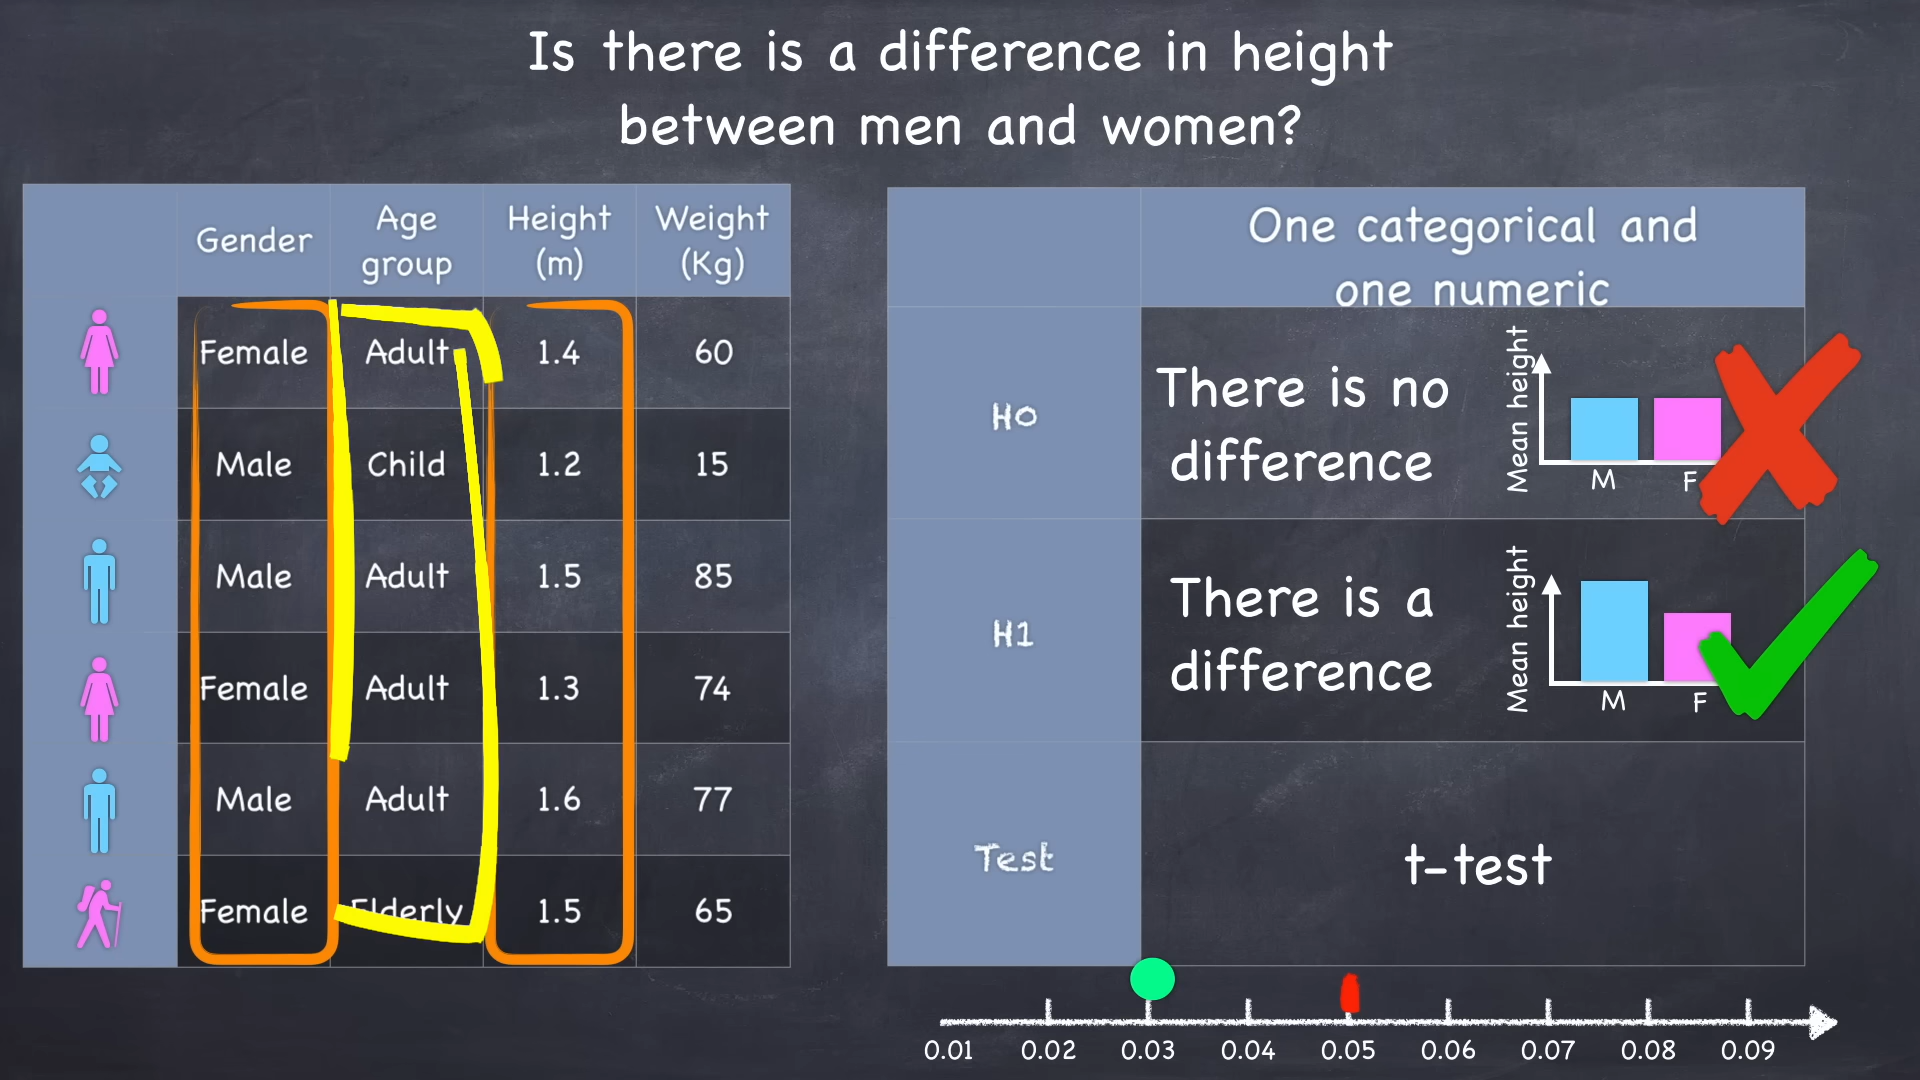 Is there is a difference in height
between men and women?
Gender
Age
group
Height
(m)
Weight
(Kg)
Female Adult 1.4 60
Male Child 1.2 15
Male Adult 1.5 85
Female Adult 1.3 74
Male Adult 1.6 77
Female Elderly 1.5 65
One categorical and
one numeric
H0
There is no
difference
Mean height
M F
H1
There is a
difference
Mean height
M F
Test
t-test
0.01 0.02 0.03 0.04 0.05 0.06 0.07 0.08 0.09